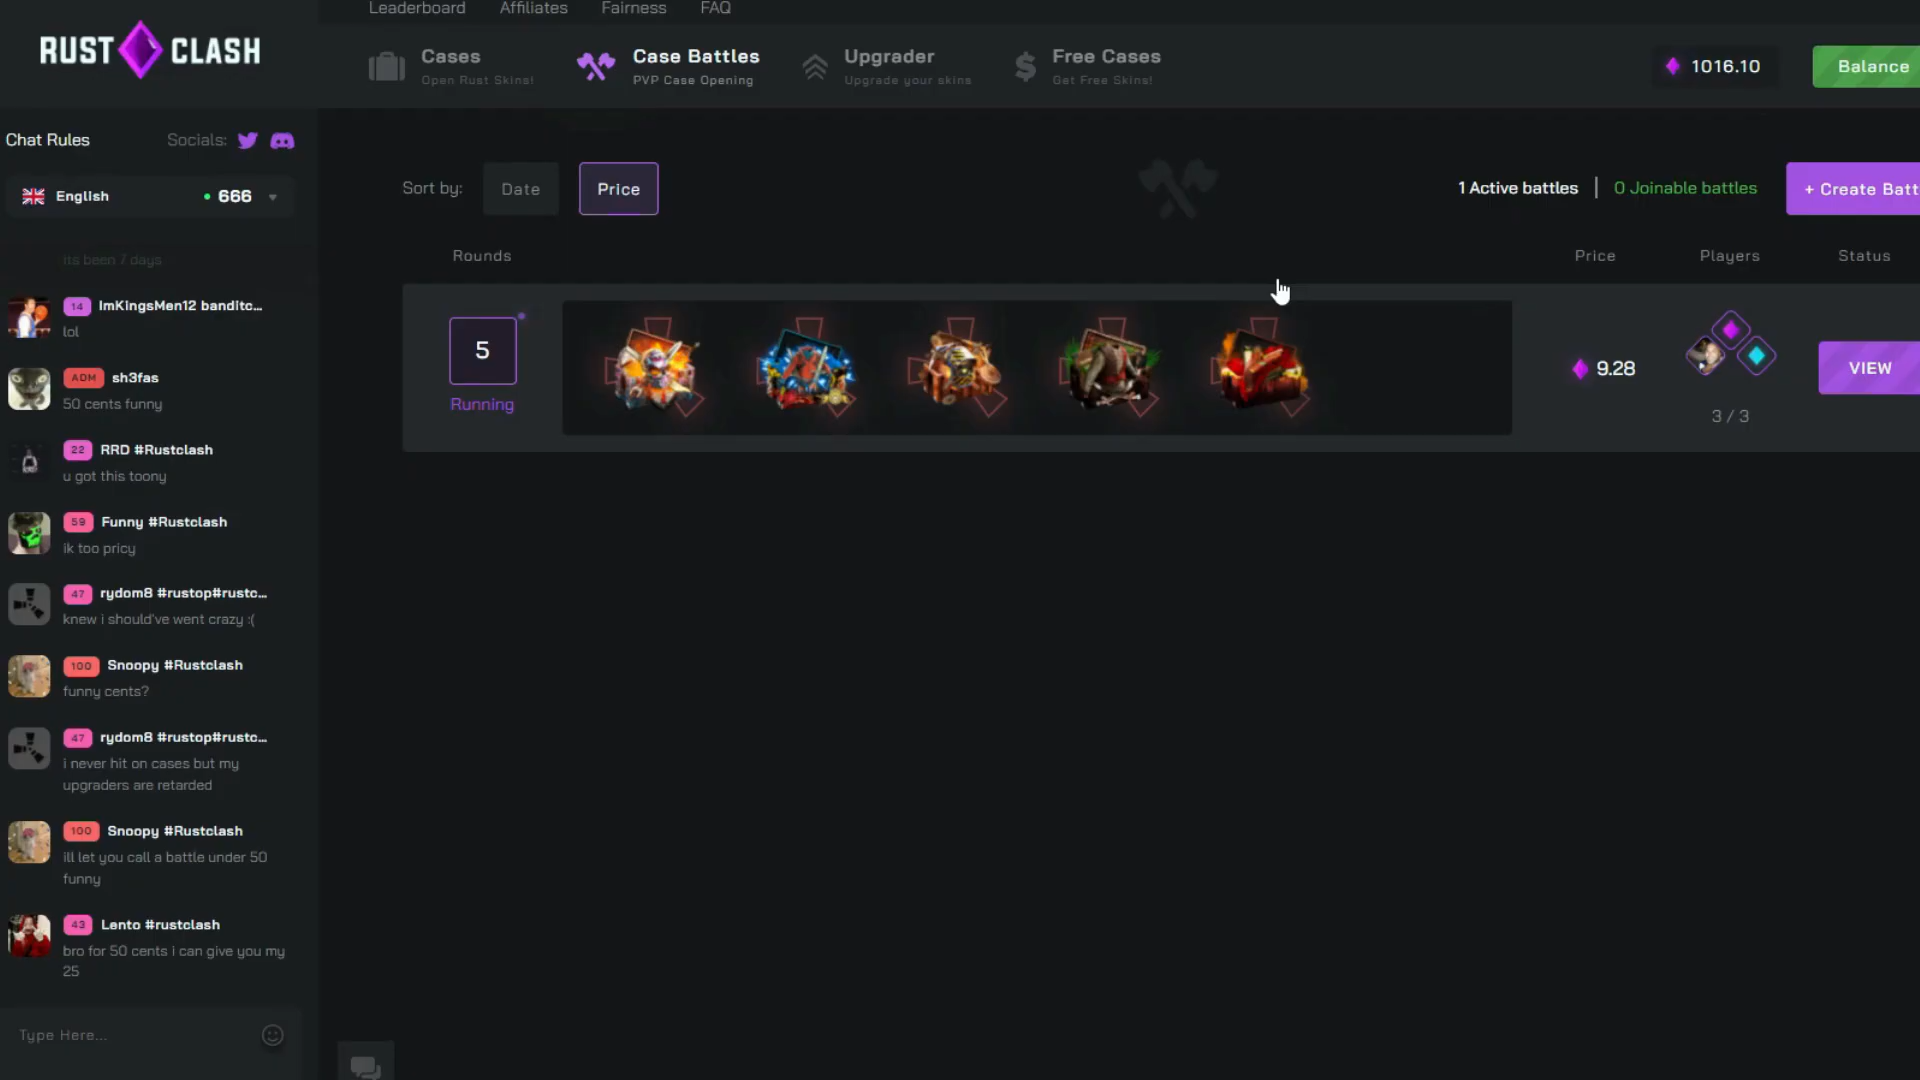 Leaderboard Affiliates Fairness FAQ
RUST CLASH
Cases
Open Rust Skins!
Case Battles
PVP Case Opening
Upgrader
Upgrade your skins
Free Cases
Get Free Skins!
1016.10
Balance
Chat Rules
Socials:
English
666
its been 7 days
14 ImKingsMen12 banditc...
lol
ADM sh3fas
50 cents funny
22 RRD #Rustclash
u got this toony
59 Funny #Rustclash
ik too pricy
47 rydom8 #rustop#rustc...
knew i should've went crazy :(
100 Snoopy #Rustclash
funny cents?
47 rydom8 #rustop#rustc...
i never hit on cases but my
upgraders are retarded
100 Snoopy #Rustclash
ill let you call a battle under 50
funny
43 Lento #rustclash
bro for 50 cents i can give you my
25
Type Here...
Sort by: Date Price
1 Active battles | 0 Joinable battles
+ Create Batt
Rounds Price Players Status
5
Running
9.28
3 / 3
VIEW